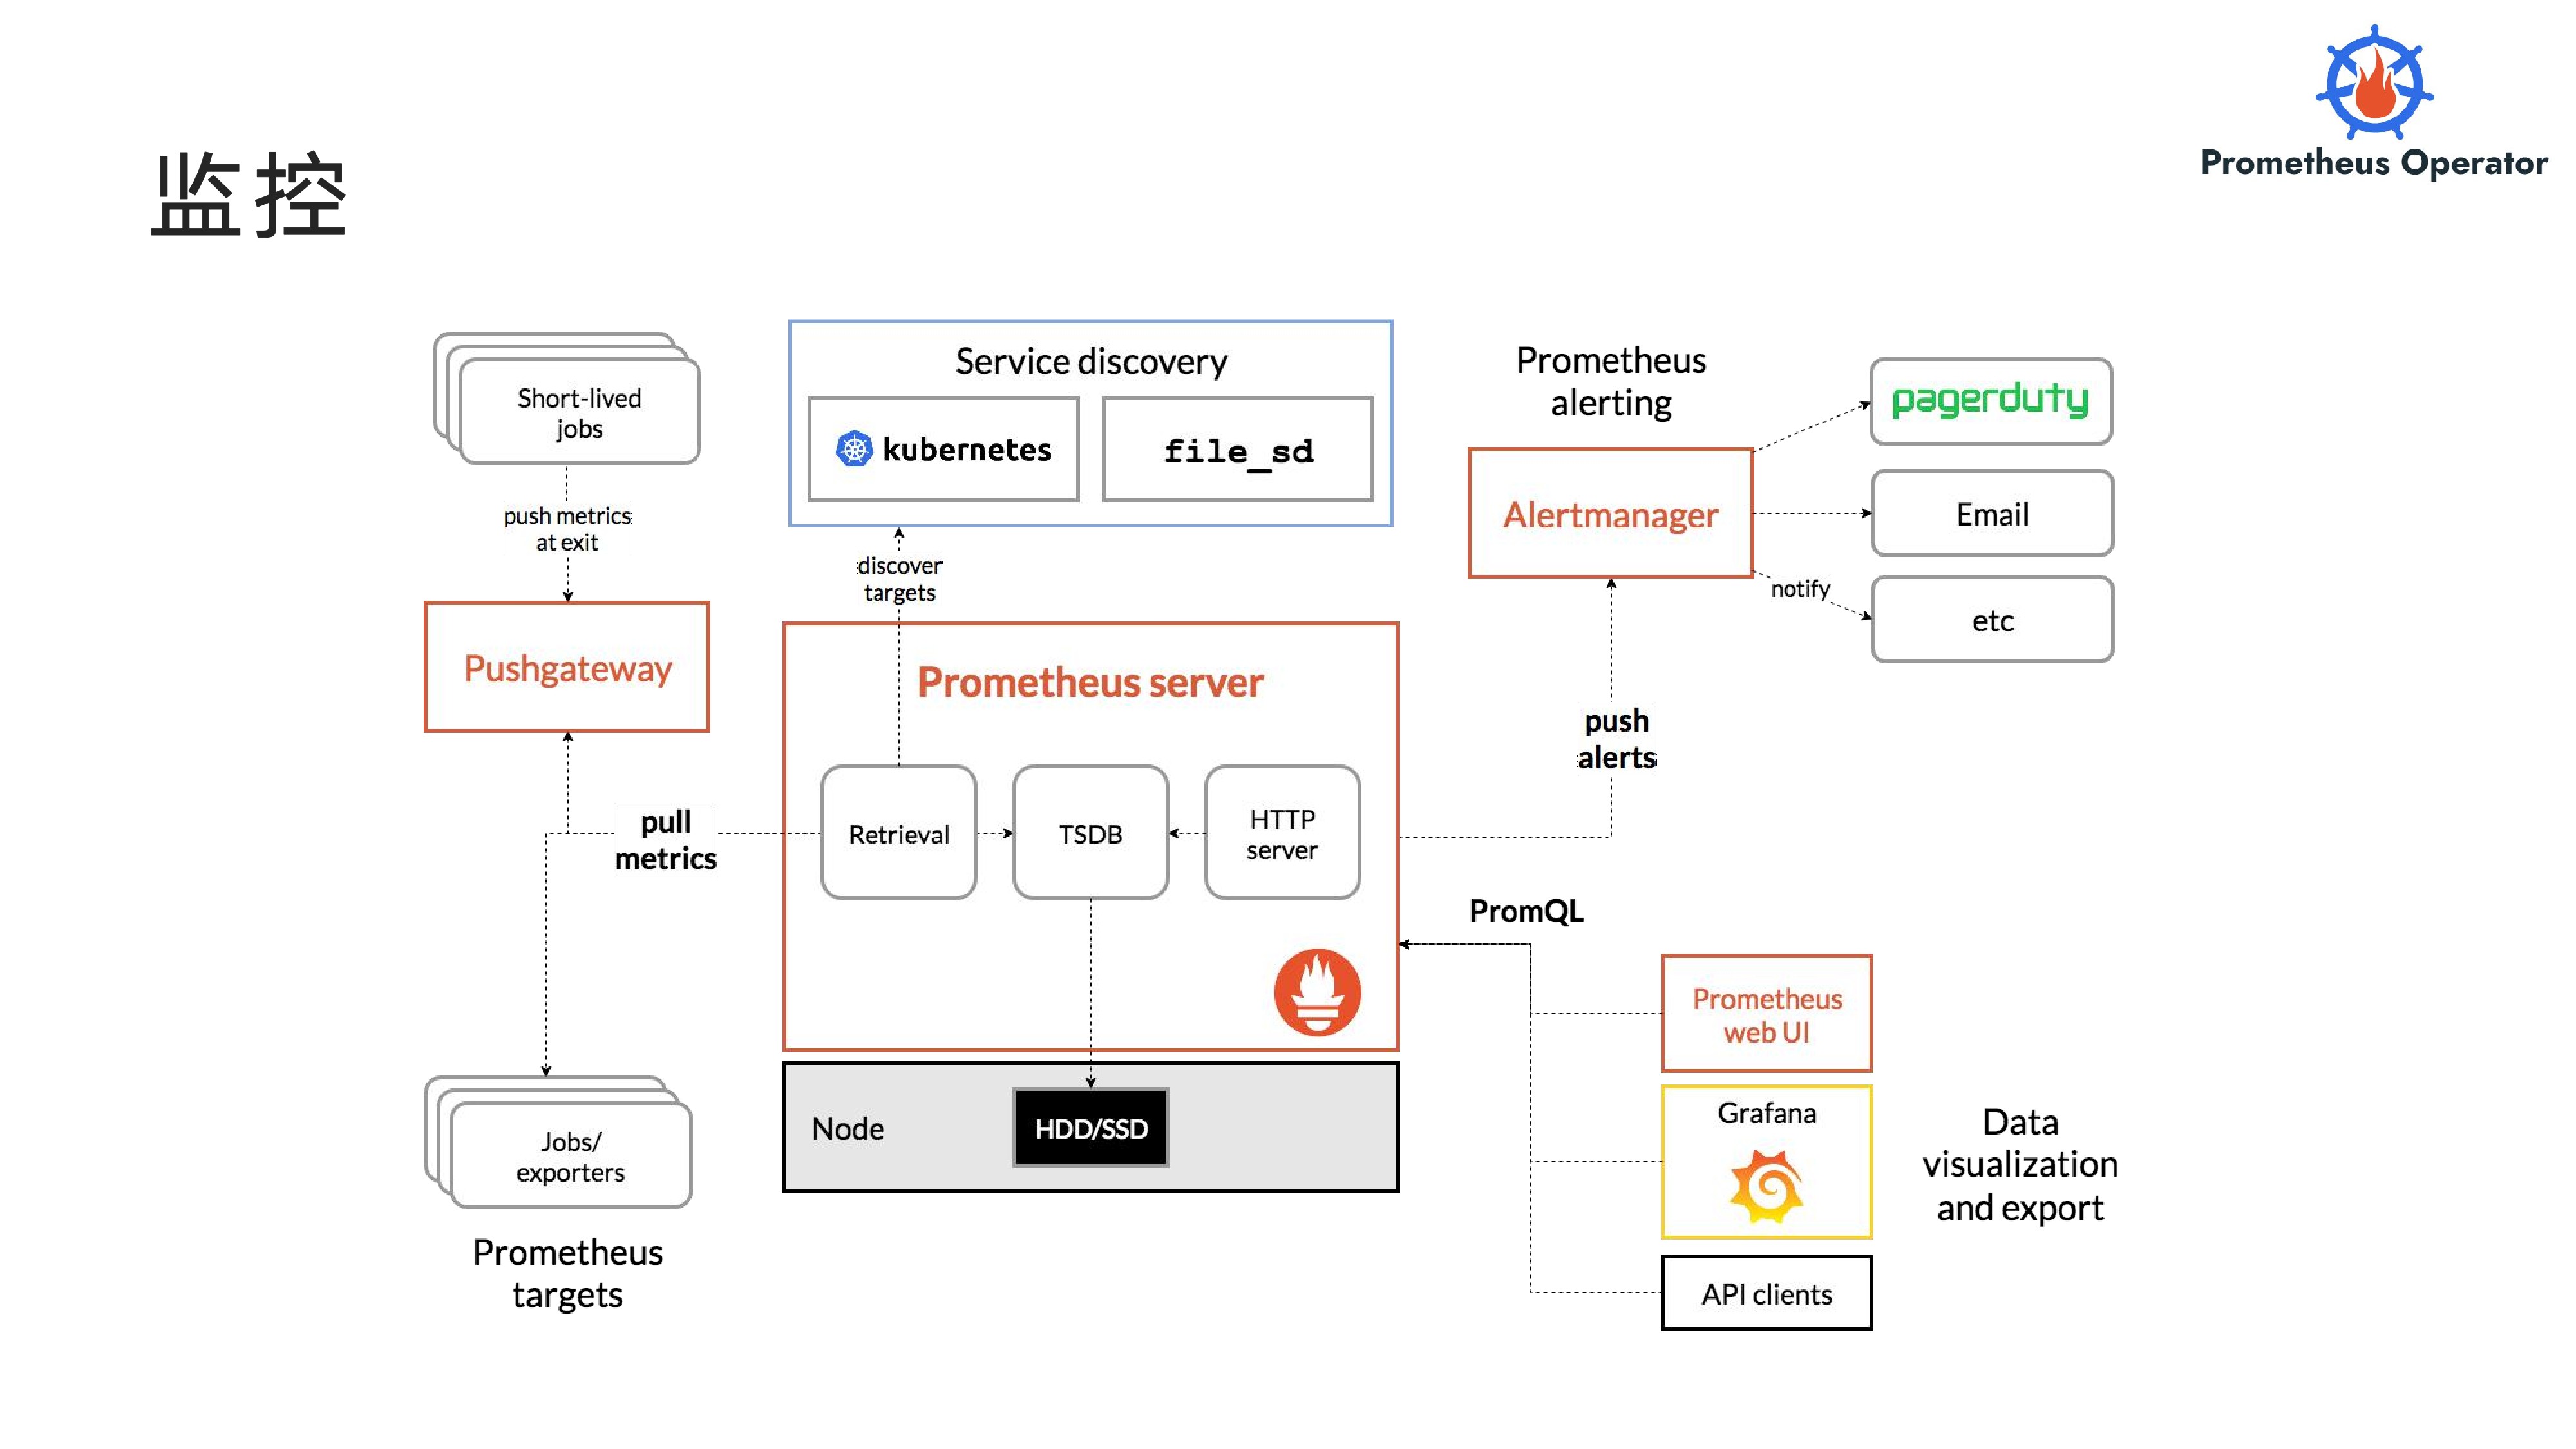 Prometheus Operator
监控
Short-lived
jobs
push metrics
at exit
Pushgateway
pull
metrics
Jobs/
exporters
Prometheus
targets
Service discovery
kubernetes
file_sd
discover
targets
Prometheus server
Retrieval
TSDB
HTTP
server
Node
HDD/SSD
Prometheus
alerting
Alertmanager
pagerduty
Email
notify
etc
push
alerts
PromQL
Prometheus
web UI
Grafana
API clients
Data
visualization
and export